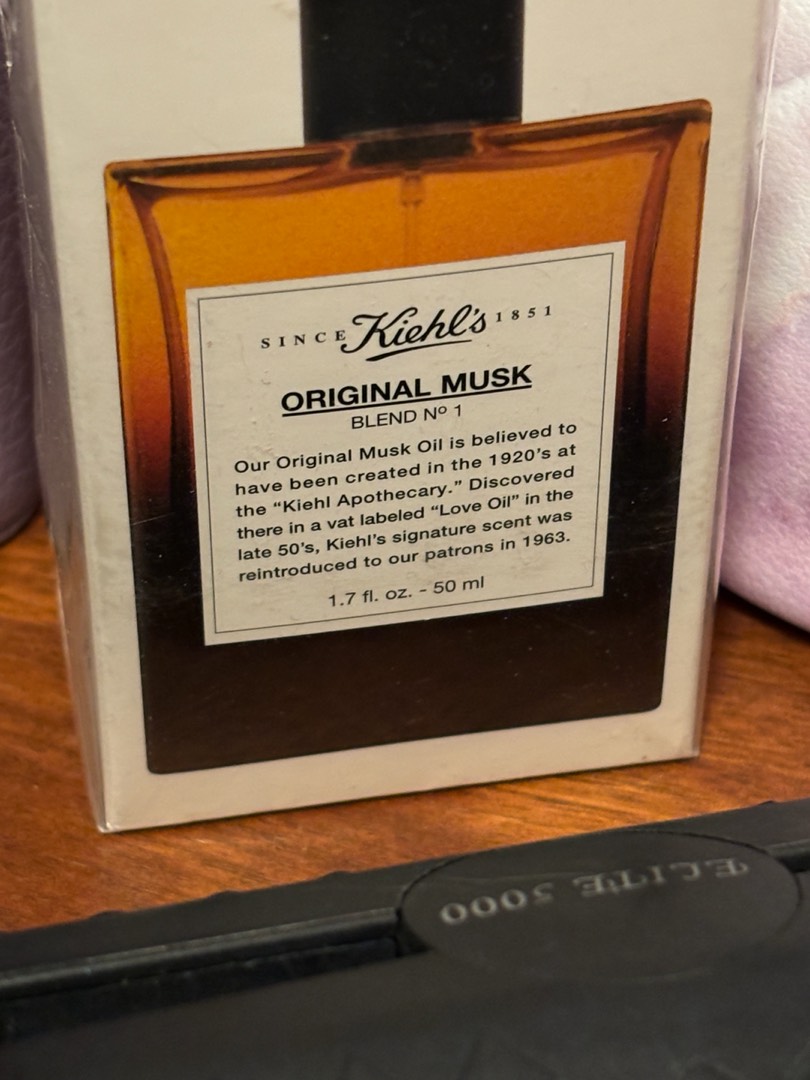 SINCE Kiehl's 1851
ORIGINAL MUSK
BLEND Nº 1
Our Original Musk Oil is believed to
have been created in the 1920's at
the "Kiehl Apothecary." Discovered
there in a vat labeled "Love Oil" in the
late 50's, Kiehl's signature scent was
reintroduced to our patrons in 1963.
1.7 fl. oz. - 50 ml
ELITE 5000